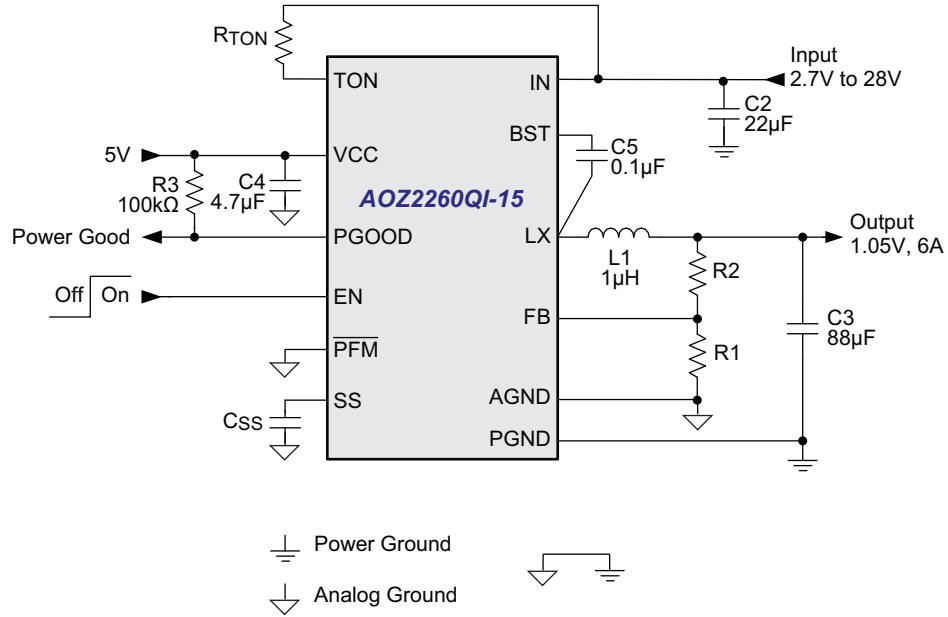 RTON
TON
IN
Input
2.7V to 28V
C2
22µF
BST
C5
0.1µF
5V
VCC
R3
100kΩ
C4
4.7µF
AOZ2260QI-15
Power Good
PGOOD
LX
L1
1µH
Output
1.05V, 6A
R2
Off
On
EN
FB
C3
88µF
R1
PFM
SS
CSS
AGND
PGND
Power Ground
Analog Ground